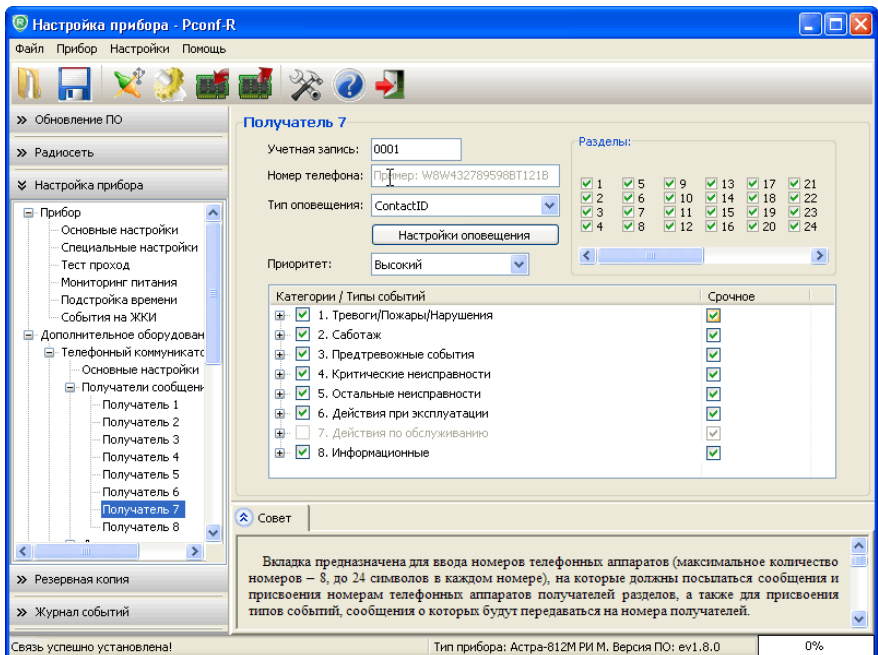 Настройка прибора - Pconf-R
Файл Прибор Настройки Помощь
Обновление ПО
Радиосеть
Настройка прибора
Прибор
Основные настройки
Специальные настройки
Тест проход
Мониторинг питания
Подстройка времени
События на ЖКИ
Дополнительное оборудован
Телефонный коммуникатс
Основные настройки
Получатели сообщен
Получатель 1
Получатель 2
Получатель 3
Получатель 4
Получатель 5
Получатель 6
Получатель 7
Получатель 8
Резервная копия
Журнал событий
Получатель 7
Учетная запись: 0001
Номер телефона: Пример: W8W432789598BT121B
Тип оповещения: ContactID
Настройки оповещения
Приоритет: Высокий
Разделы:
1 5 9 13 17 21
2 6 10 14 18 22
3 7 11 15 19 23
4 8 12 16 20 24
Категории / Типы событий Срочное
1. Тревоги/Пожары/Нарушения
2. Саботаж
3. Предтревожные события
4. Критические неисправности
5. Остальные неисправности
6. Действия при эксплуатации
7. Действия по обслуживанию
8. Информационные
Совет
Вкладка предназначена для ввода номеров телефонных аппаратов (максимальное количество
номеров – 8, до 24 символов в каждом номере), на которые должны посылаться сообщения и
присвоения номерам телефонных аппаратов получателей разделов, а также для присвоения
типов событий, сообщения о которых будут передаваться на номера получателей.
Связь успешно установлена! Тип прибора: Астра-812М РИ М. Версия ПО: ev1.8.0 0%